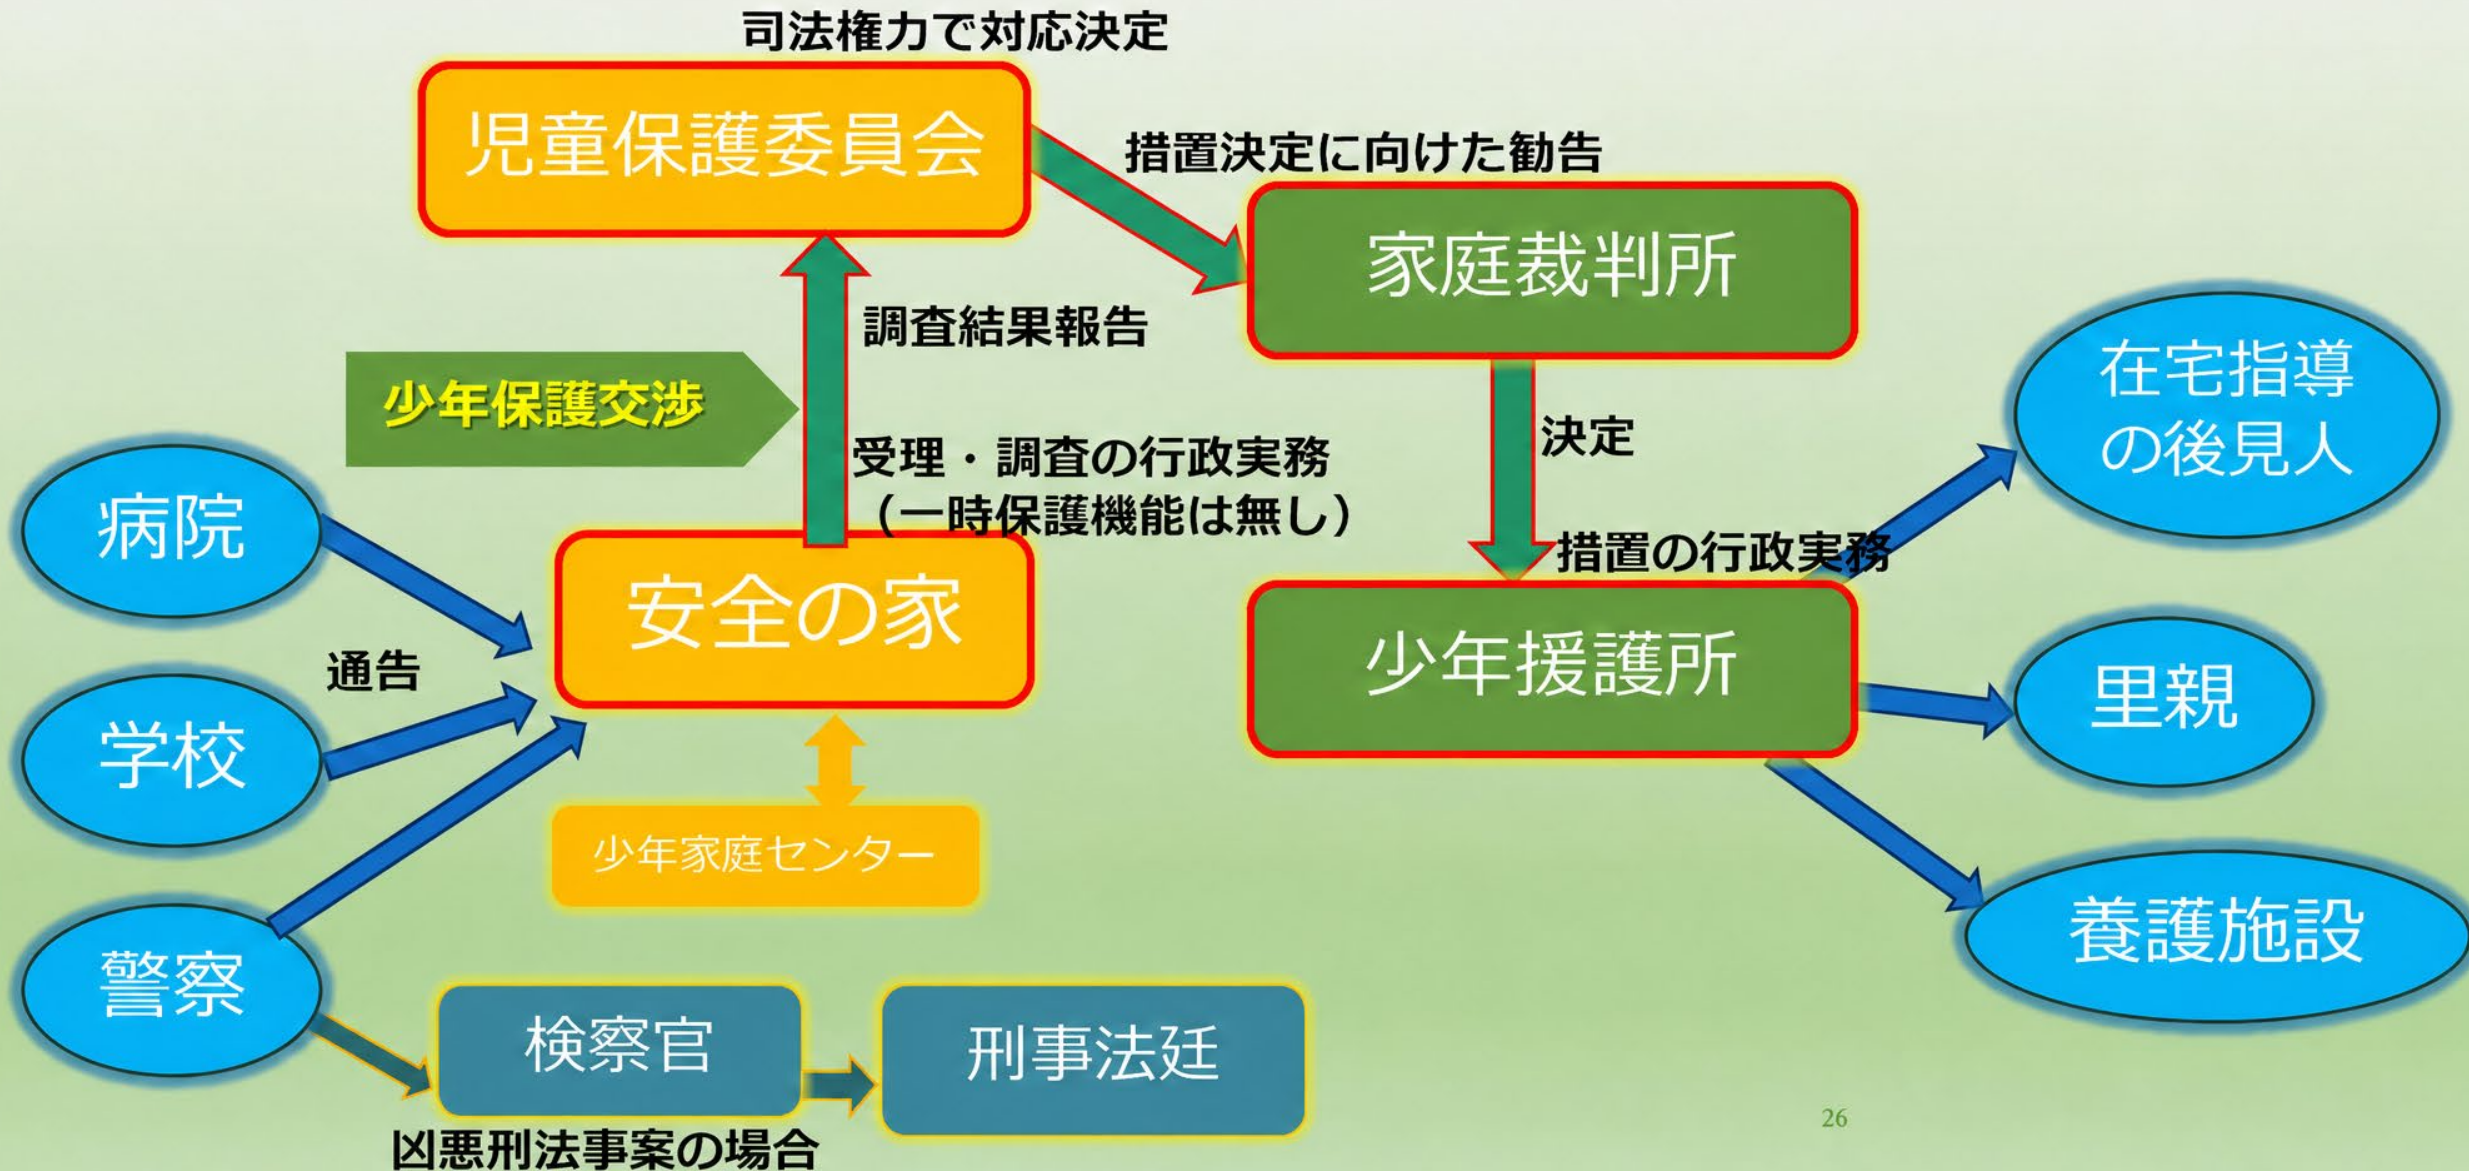 司法権力で対応決定
児童保護委員会
措置決定に向けた勧告
家庭裁判所
調査結果報告
少年保護交渉
受理・調査の行政実務
（一時保護機能は無し）
決定
措置の行政実務
在宅指導
の後見人
病院
通告
安全の家
少年援護所
里親
学校
少年家庭センター
養護施設
警察
検察官
刑事法廷
凶悪刑法事案の場合
26